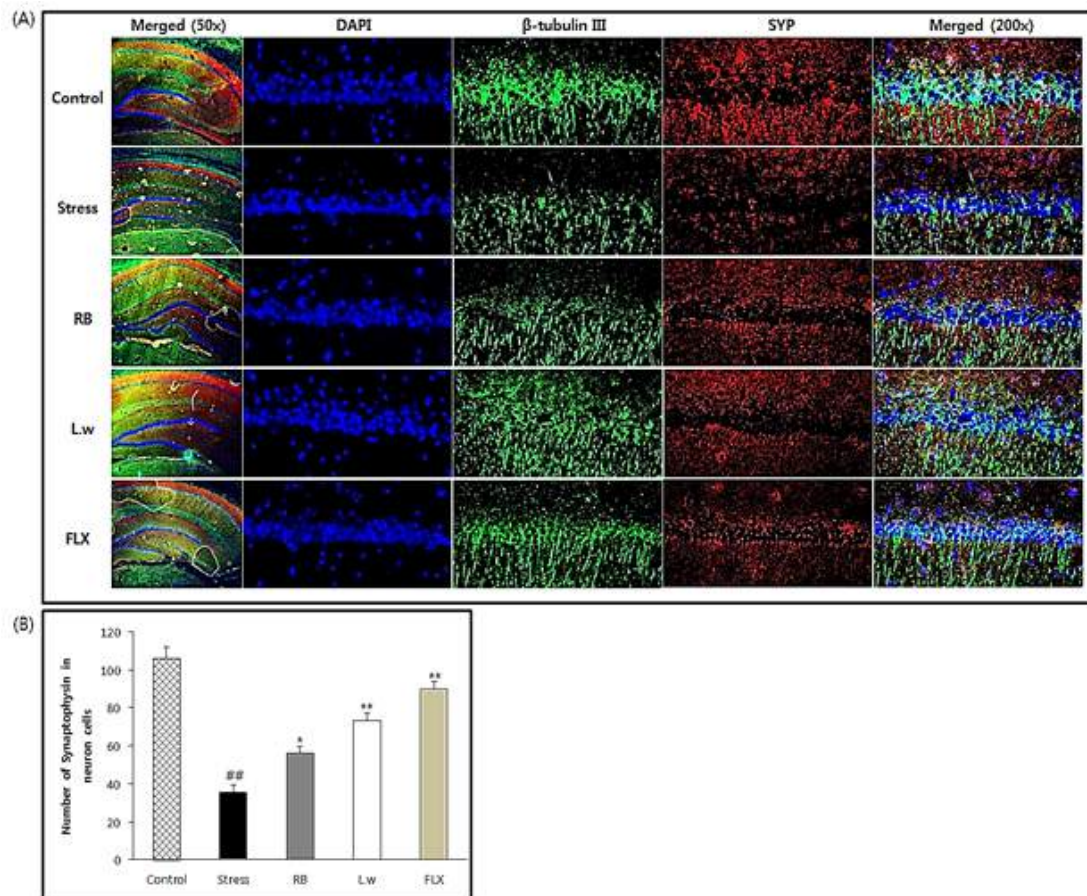 (A)
Merged (50x) DAPI β-tubulin III SYP Merged (200x)
Control
Stress
RB
L.w
FLX
(B)
Number of Synaptophysin in
neuron cells
120
100
80
60
40
20
0
##
*
**
**
Control Stress RB L.w FLX